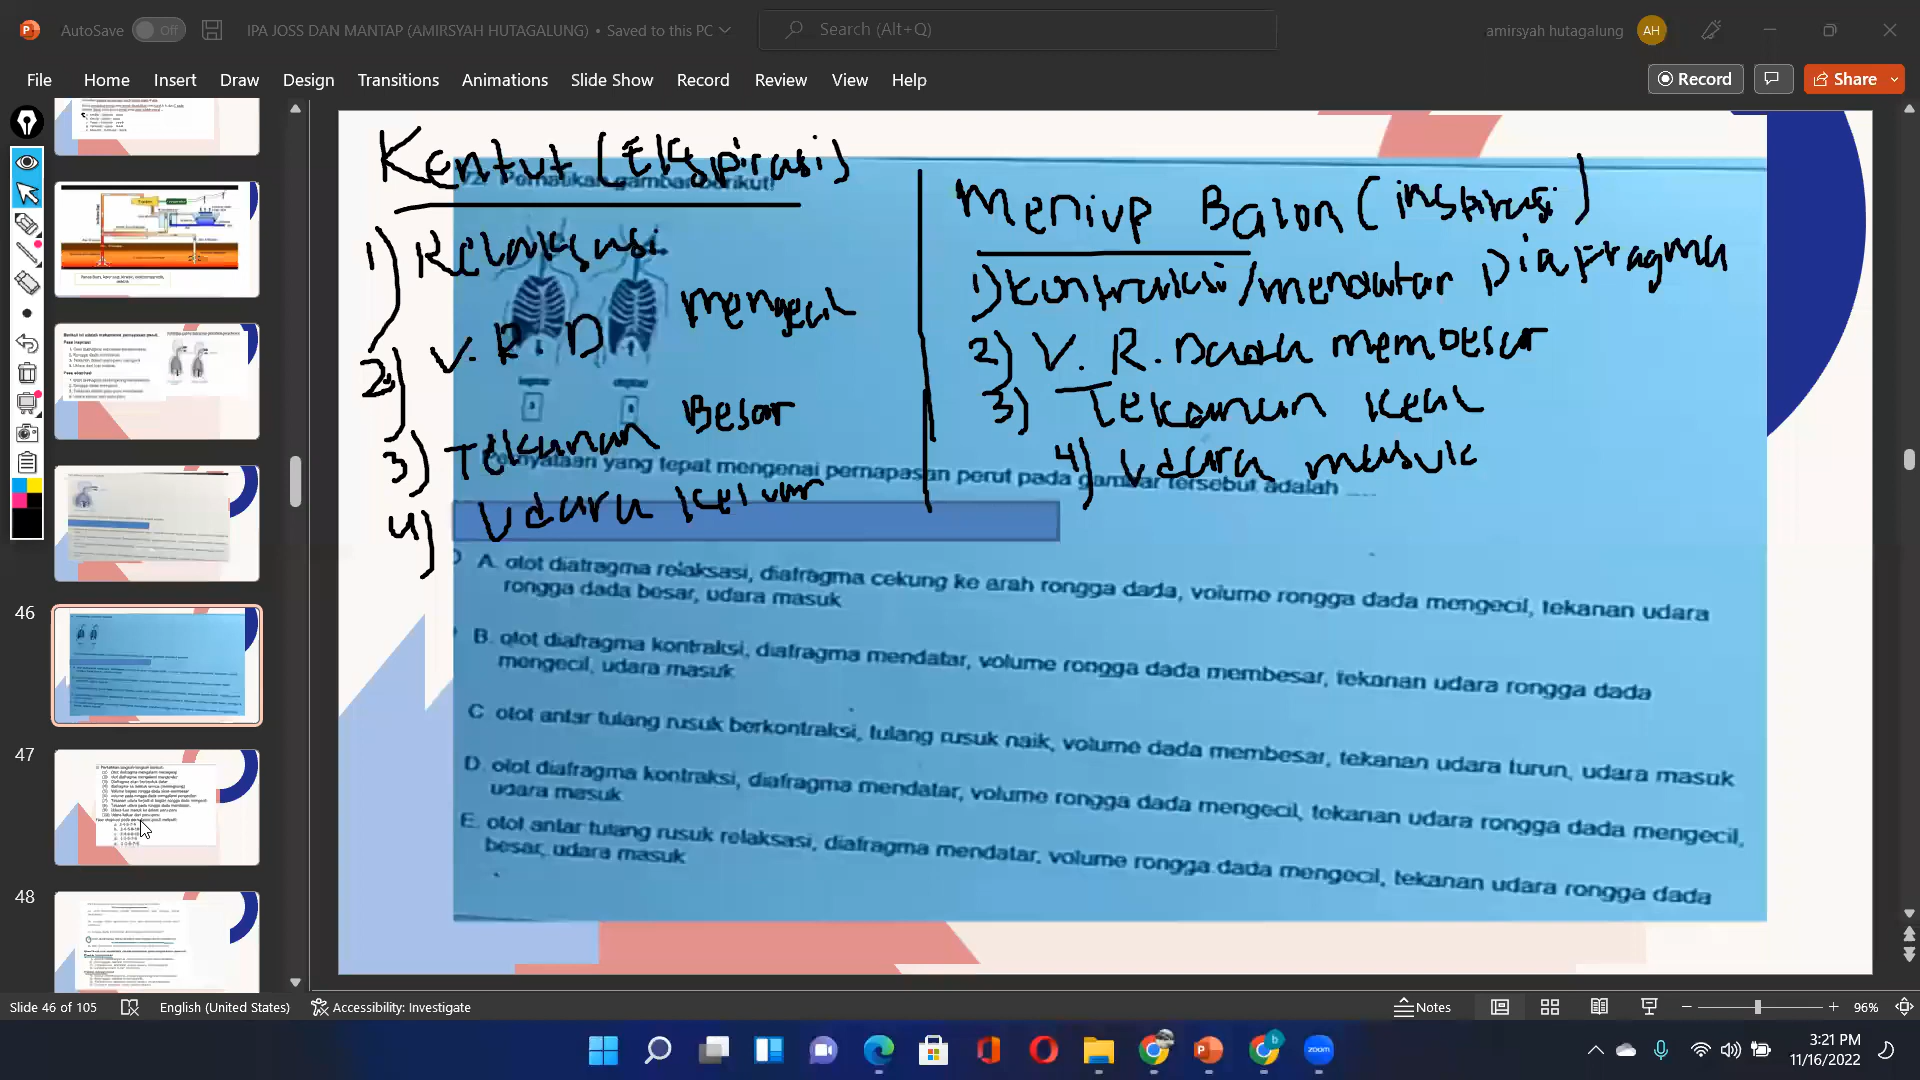 AutoSave Off IPA JOSS DAN MANTAP (AMIRSYAH HUTAGALUNG) • Saved to this PC Search (Alt+Q) amirsyah hutagalung AH
File Home Insert Draw Design Transitions Animations Slide Show Record Review View Help Record Share
Kentut (Ekspirasi)
Perhatikan gambar berikut!
1) Relaksasi
2) V. R. D mengecil
3) Tekanan Besar
4) Udara keluar
Meniup Balon (inspirasi)
1) kontraksi/mendatar Diafragma
2) V. R. Dada membesar
3) Tekanan kecil
4) Udara masuk
Pernyataan yang tepat mengenai pernapasan perut pada gambar tersebut adalah ....
A. otot diafragma relaksasi, diafragma cekung ke arah rongga dada, volume rongga dada mengecil, tekanan udara
rongga dada besar, udara masuk
B. otot diafragma kontraksi, diafragma mendatar, volume rongga dada membesar, tekanan udara rongga dada
mengecil, udara masuk
C. otot antar tulang rusuk berkontraksi, tulang rusuk naik, volume dada membesar, tekanan udara turun, udara masuk
D. otot diafragma kontraksi, diafragma mendatar, volume rongga dada mengecil, tekanan udara rongga dada mengecil,
udara masuk
E. otot antar tulang rusuk relaksasi, diafragma mendatar, volume rongga dada mengecil, tekanan udara rongga dada
besar, udara masuk
46
47
48
Slide 46 of 105 English (United States) Accessibility: Investigate Notes 96%
zoom
3:21 PM
11/16/2022